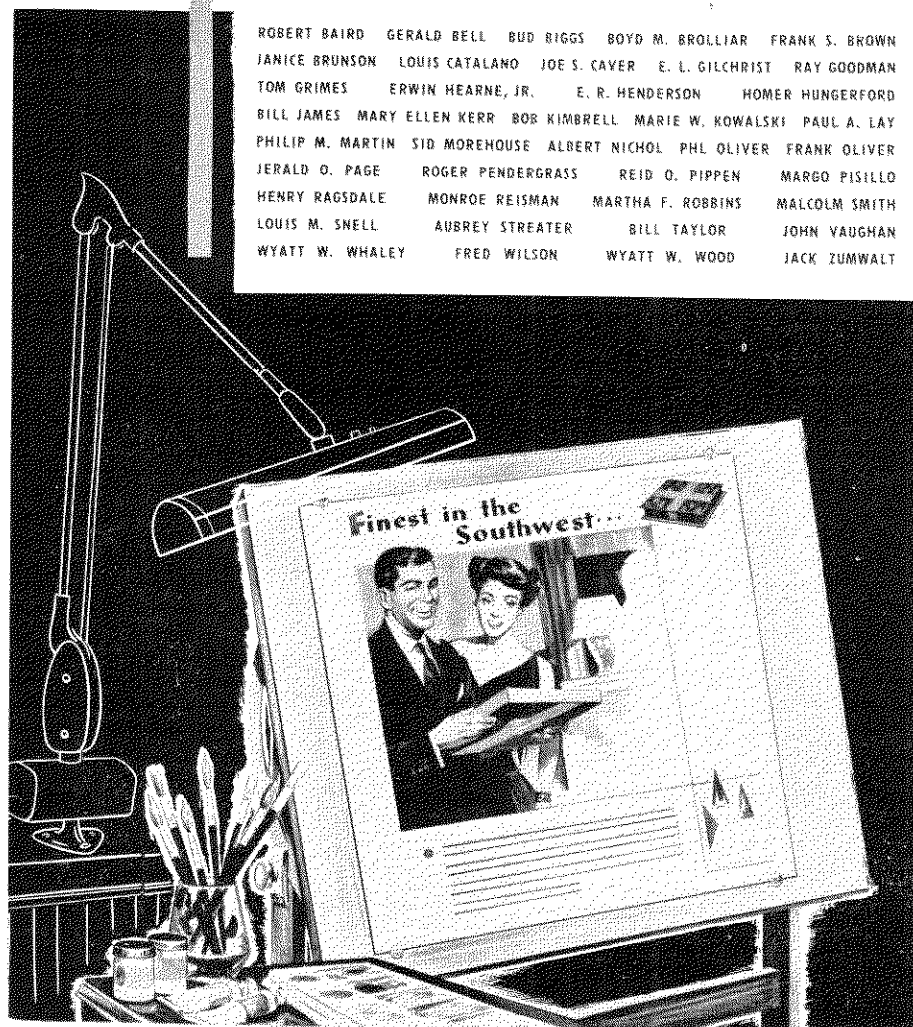 ROBERT BAIRD GERALD BELL BUD BIGGS BOYD M. BROLLIAR FRANK S. BROWN
JANICE BRUNSON LOUIS CATALANO JOE S. CAVER E. L. GILCHRIST RAY GOODMAN
TOM GRIMES ERWIN HEARNE, JR. E. R. HENDERSON HOMER HUNGERFORD
BILL JAMES MARY ELLEN KERR BOB KIMBRELL MARIE W. KOWALSKI PAUL A. LAY
PHILIP M. MARTIN SID MOREHOUSE ALBERT NICHOL PHL OLIVER FRANK OLIVER
JERALD O. PAGE ROGER PENDERGRASS REID O. PIPPEN MARGO PISILLO
HENRY RAGSDALE MONROE REISMAN MARTHA F. ROBBINS MALCOLM SMITH
LOUIS M. SNELL AUBREY STREATER BILL TAYLOR JOHN VAUGHAN
WYATT W. WHALEY FRED WILSON WYATT W. WOOD JACK ZUMWALT
Finest in the
Southwest...